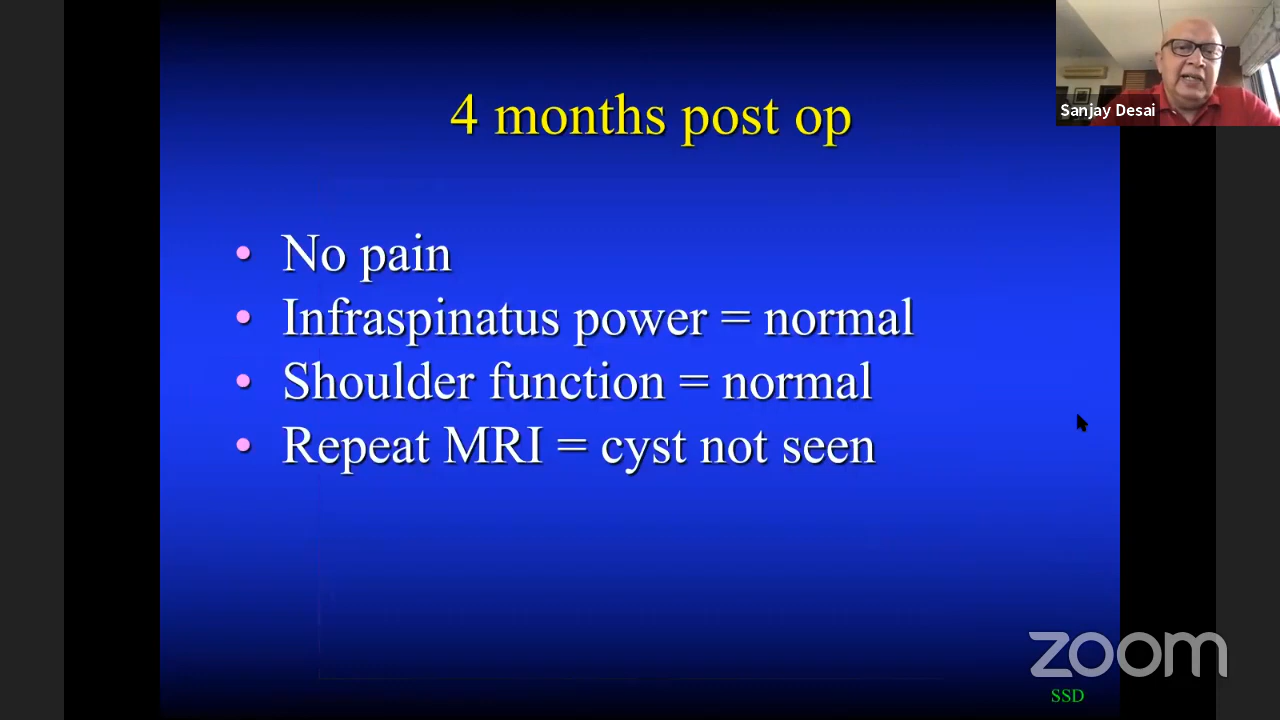 4 months post op
Sanjay Desai
• No pain
• Infraspinatus power = normal
• Shoulder function = normal
• Repeat MRI = cyst not seen
zoom
SSD